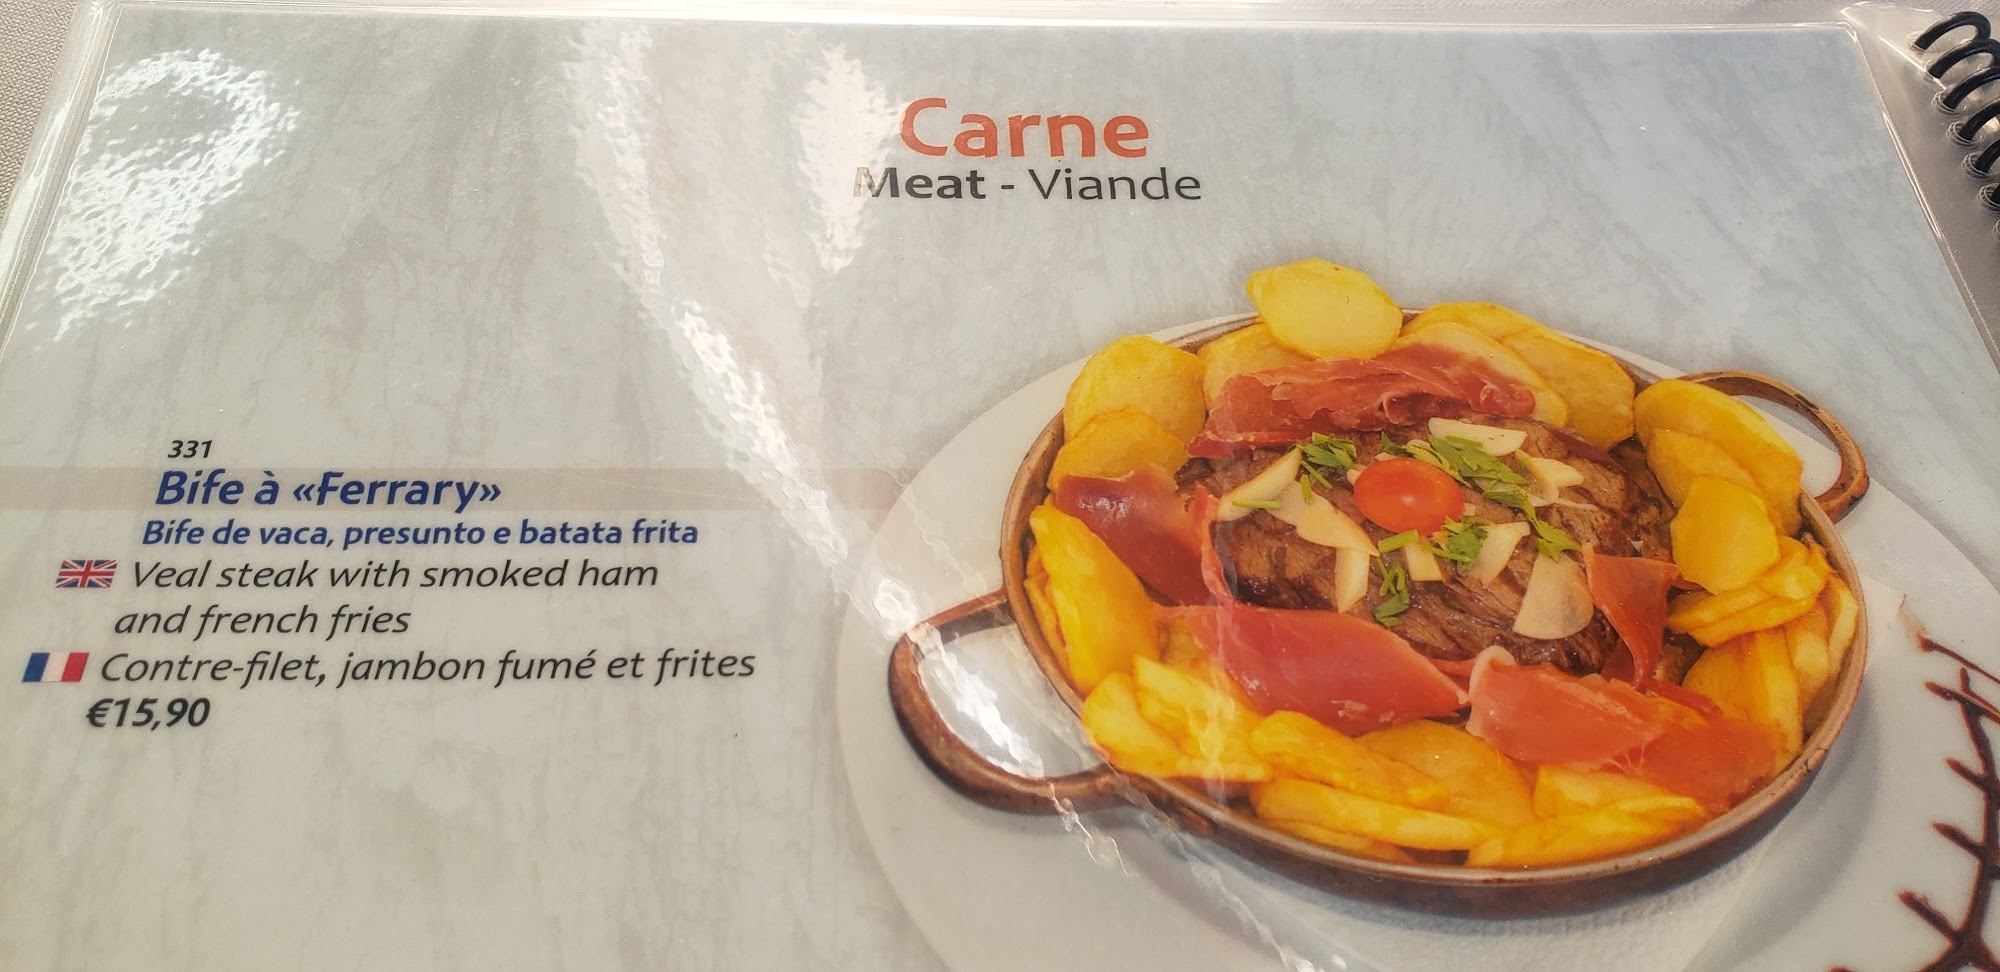 Carne
Meat - Viande
331
Bife à «Ferrary»
Bife de vaca, presunto e batata frita
Veal steak with smoked ham
and french fries
Contre-filet, jambon fumé et frites
€15,90